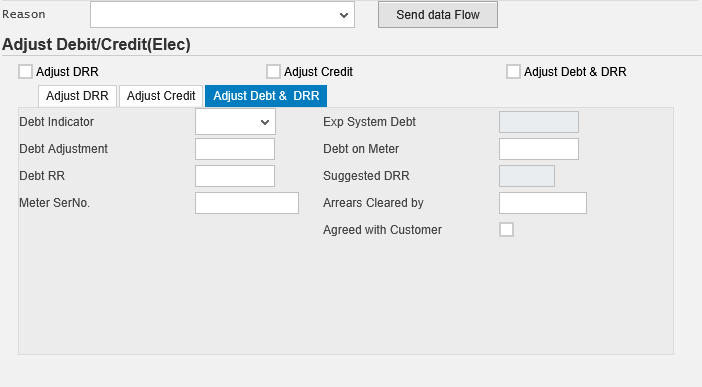 Reason Send data Flow
Adjust Debit/Credit(Elec)
Adjust DRR Adjust Credit Adjust Debt & DRR
Adjust DRR Adjust Credit Adjust Debt & DRR
Debt Indicator Exp System Debt
Debt Adjustment Debt on Meter
Debt RR Suggested DRR
Meter SerNo. Arrears Cleared by
Agreed with Customer